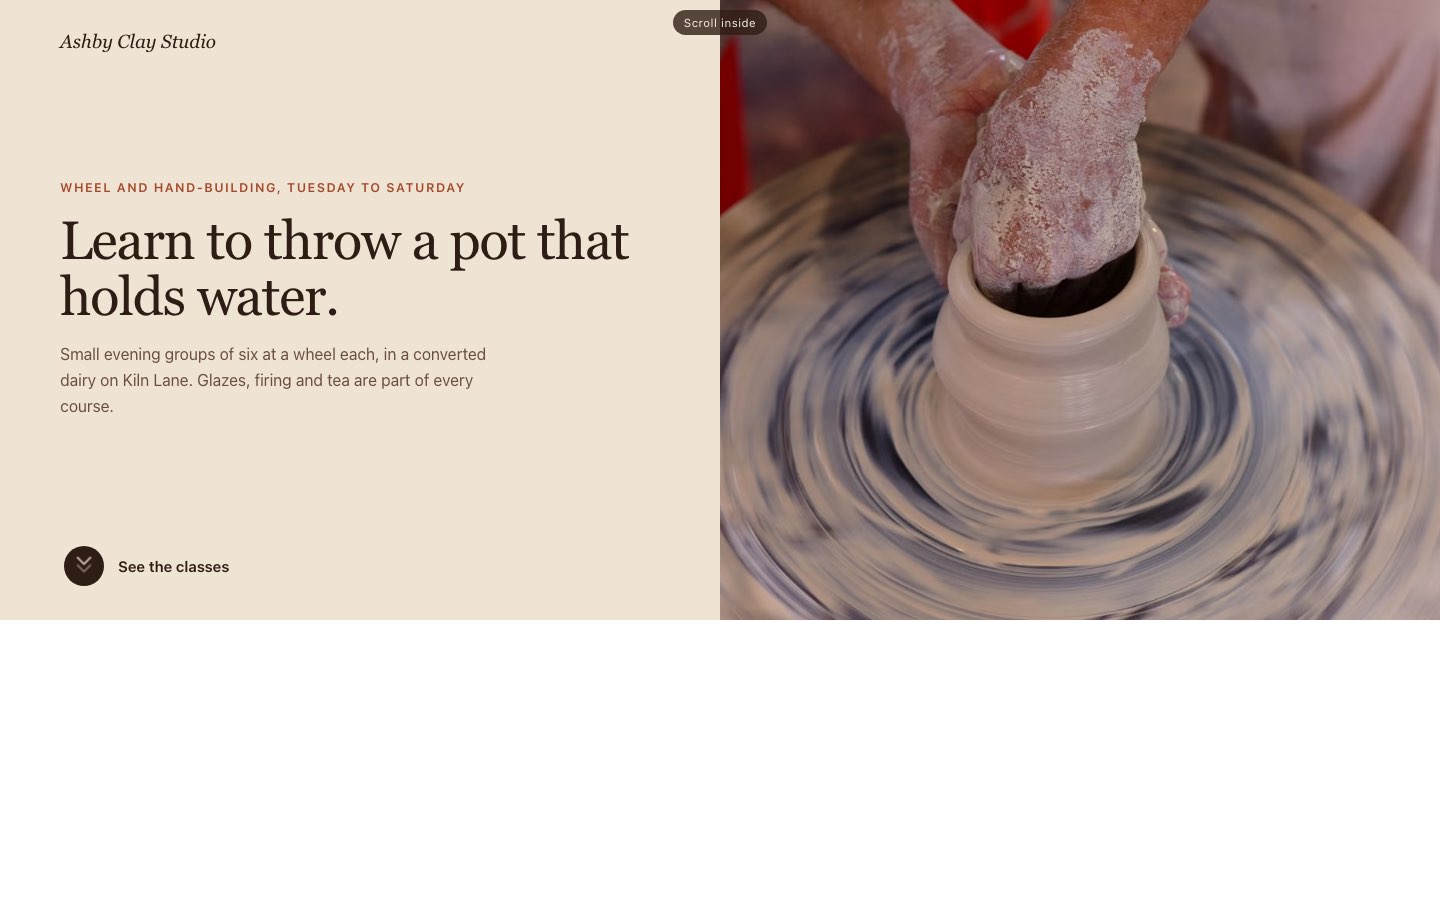 Ashby Clay Studio
Scroll inside
WHEEL AND HAND-BUILDING, TUESDAY TO SATURDAY
Learn to throw a pot that
holds water.
Small evening groups of six at a wheel each, in a converted
dairy on Kiln Lane. Glazes, firing and tea are part of every
course.
See the classes